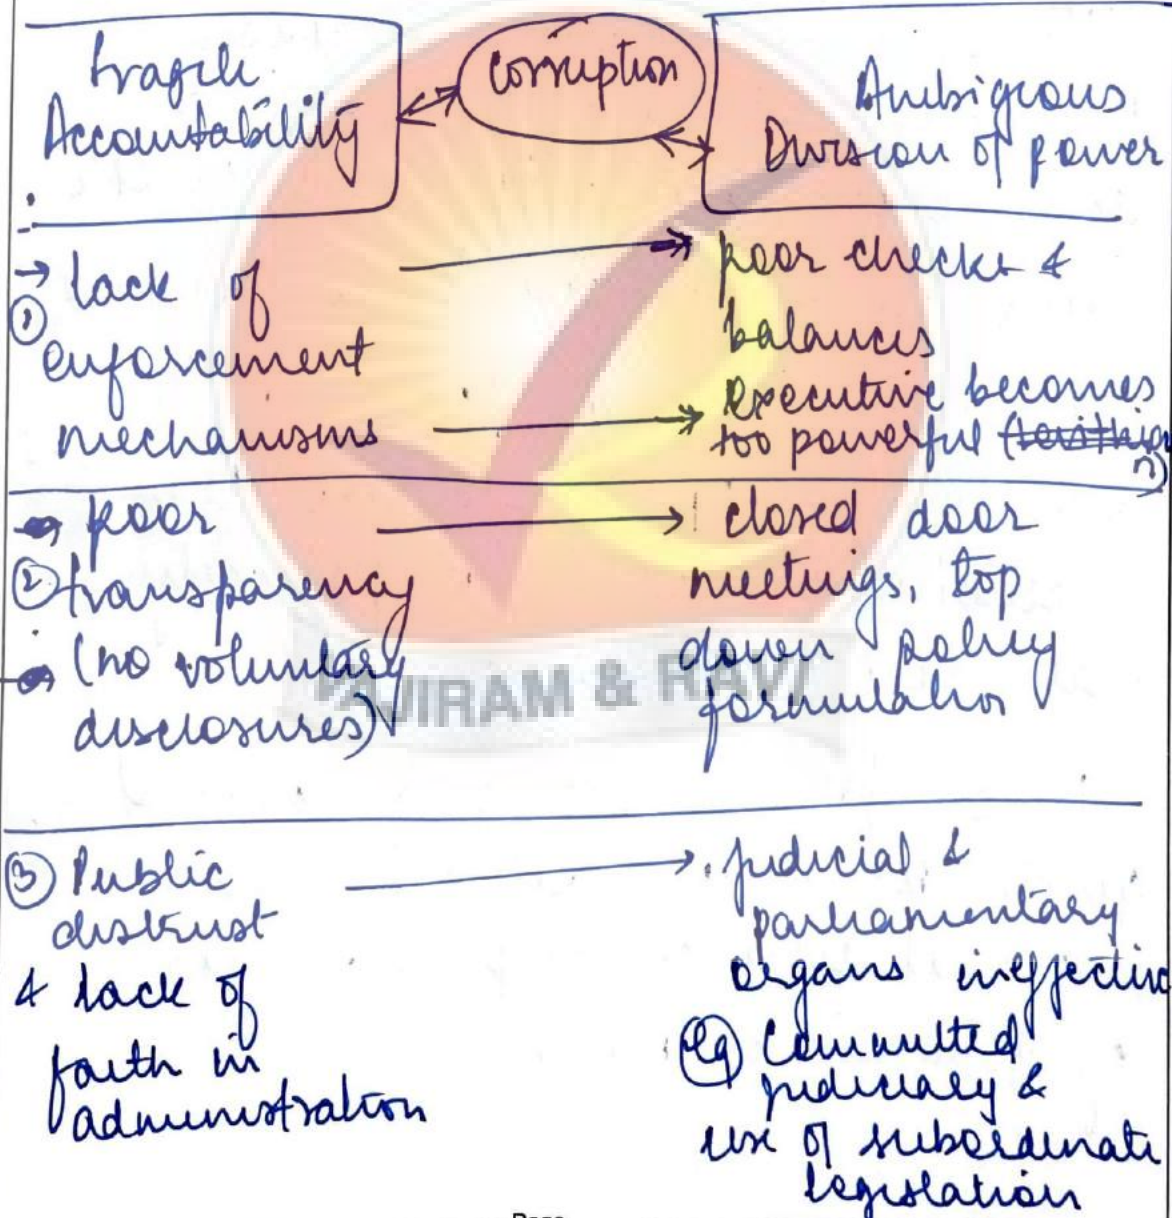 fragile
Accountability
Corruption
Ambigious
Division of power
:
→ lack of
① enforcement
mechanisms
poor checks &
balances
Executive becomes
too powerful
poor
② transparency
(no voluntary
disclosures)
closed door
meetings, top
down policy
formulation
VAJIRAM & RAVI
③ Public
distrust
& lack of
faith in
administration
judicial &
parliamentary
organs ineffective
eg Committed
judiciary &
use of subordinate
legislation